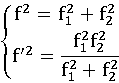 f² = f₁² + f₂²
f'² = f₁²f₂² / (f₁² + f₂²)